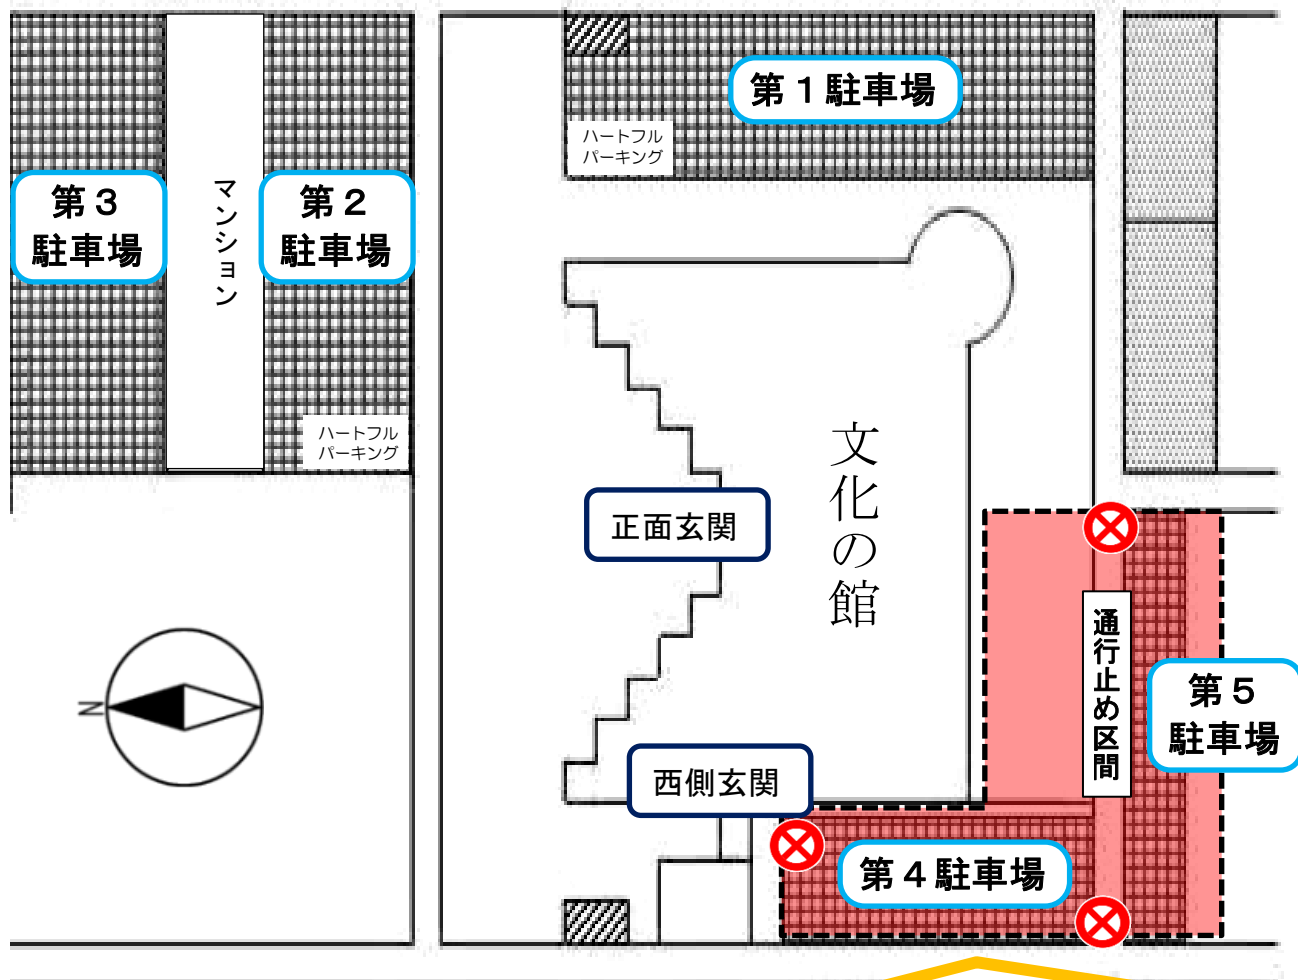 第１駐車場
ハートフル
パーキング
第３
駐車場
マンション
第２
駐車場
ハートフル
パーキング
文化の館
正面玄関
通行止め区間
第５
駐車場
N
西側玄関
第４駐車場